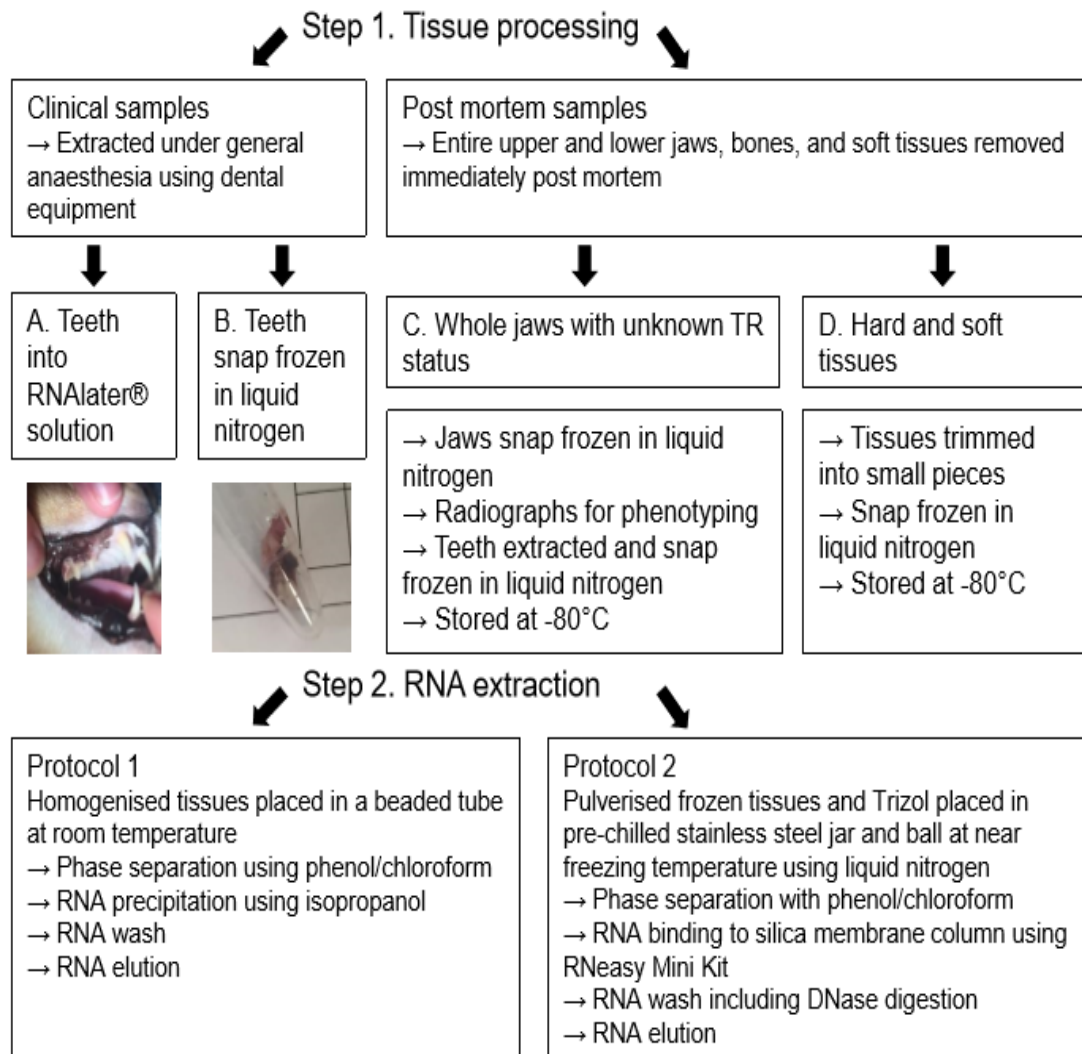 Step 1. Tissue processing
Clinical samples
→ Extracted under general
anaesthesia using dental
equipment
Post mortem samples
→ Entire upper and lower jaws, bones, and soft tissues removed
immediately post mortem
A. Teeth
into
RNAlater®
solution
B. Teeth
snap frozen
in liquid
nitrogen
C. Whole jaws with unknown TR
status
D. Hard and soft
tissues
→ Jaws snap frozen in liquid
nitrogen
→ Radiographs for phenotyping
→ Teeth extracted and snap
frozen in liquid nitrogen
→ Stored at -80°C
→ Tissues trimmed
into small pieces
→ Snap frozen in
liquid nitrogen
→ Stored at -80°C
Step 2. RNA extraction
Protocol 1
Homogenised tissues placed in a beaded tube
at room temperature
→ Phase separation using phenol/chloroform
→ RNA precipitation using isopropanol
→ RNA wash
→ RNA elution
Protocol 2
Pulverised frozen tissues and Trizol placed in
pre-chilled stainless steel jar and ball at near
freezing temperature using liquid nitrogen
→ Phase separation with phenol/chloroform
→ RNA binding to silica membrane column using
RNeasy Mini Kit
→ RNA wash including DNase digestion
→ RNA elution